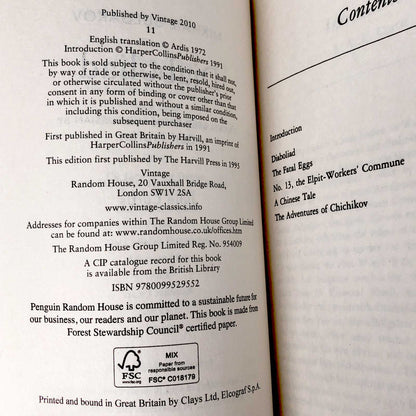 Published by Vintage 2010
11
English translation © Ardis 1972
Introduction © HarperCollinsPublishers 1991
This book is sold subject to the condition that it shall not,
by way of trade or otherwise, be lent, resold, hired out,
or otherwise circulated without the publisher's prior
consent in any form of binding or cover other than that
in which it is published and without a similar condition,
including this condition, being imposed on the
subsequent purchaser
First published in Great Britain by Harvill, an imprint of
HarperCollinsPublishers in 1991
This edition first published by The Harvill Press in 1995
Vintage
Random House, 20 Vauxhall Bridge Road,
London SW1V 2SA
www.vintage-classics.info
Addresses for companies within The Random House Group Limited
can be found at: www.randomhouse.co.uk/offices.htm
The Random House Group Limited Reg. No. 954009
A CIP catalogue record for this book
is available from the British Library
ISBN 9780099529552
Penguin Random House is committed to a sustainable future for
our business, our readers and our planet. This book is made from
Forest Stewardship Council® certified paper.
FSC
www.fsc.org
MIX
Paper from
responsible sources
FSC® C018179
Printed and bound in Great Britain by Clays Ltd, Elcograf S.p.A.
Contents
Introduction
Diaboliad
The Fatal Eggs
No. 13, the Elpit-Workers' Commune
A Chinese Tale
The Adventures of Chichikov